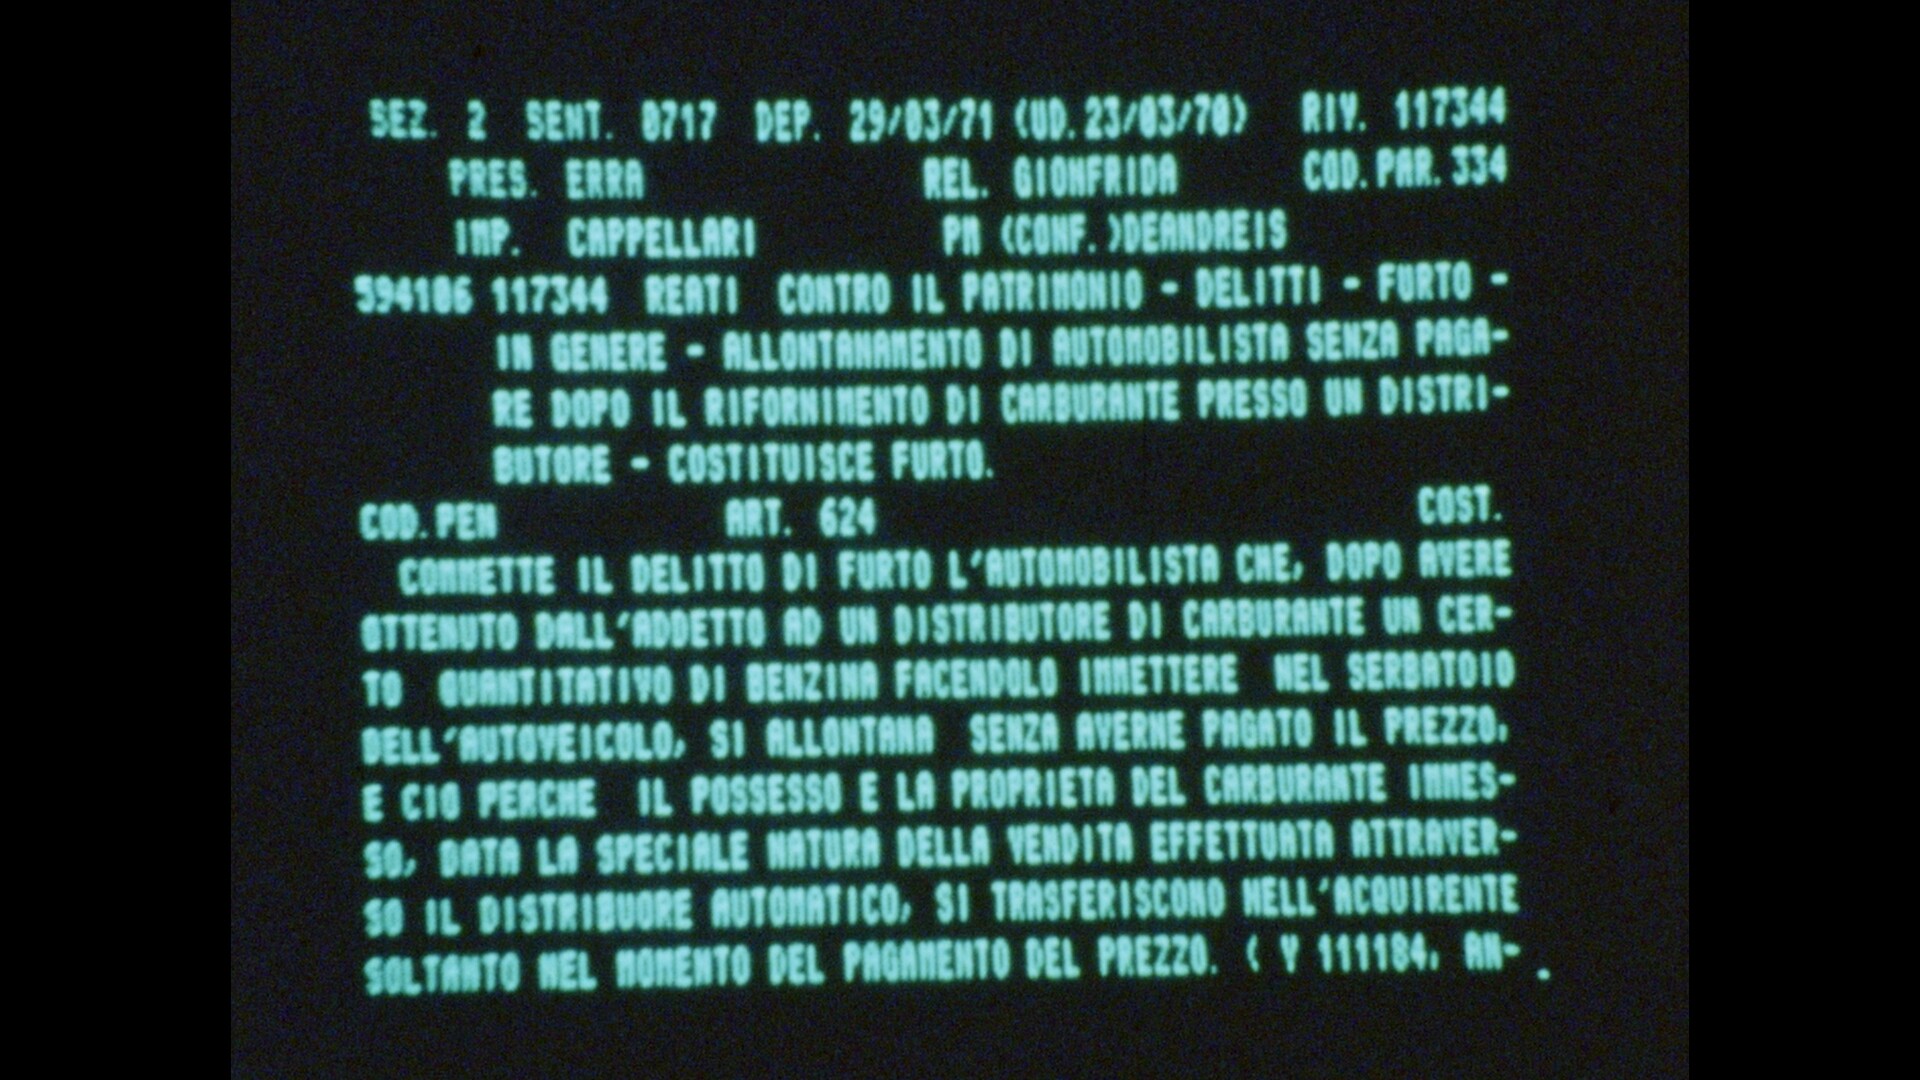 SEZ. 2 SENT. 0717 DEP. 29/03/71 (UD.23/03/70) RIV. 117344
PRES. ERRA REL. GIONFRIDA COD.PAR.334
IMP. CAPPELLARI PM (CONF.)DEANDREIS
594106 117344 REATI CONTRO IL PATRIMONIO - DELITTI - FURTO -
IN GENERE - ALLONTANAMENTO DI AUTOMOBILISTA SENZA PAGA-
RE DOPO IL RIFORNIMENTO DI CARBURANTE PRESSO UN DISTRI-
BUTORE - COSTITUISCE FURTO.
COD.PEN ART. 624 COST.
COMMETTE IL DELITTO DI FURTO L'AUTOMOBILISTA CHE, DOPO AVERE
OTTENUTO DALL'ADDETTO AD UN DISTRIBUTORE DI CARBURANTE UN CER-
TO QUANTITATIVO DI BENZINA FACENDOLO IMMETTERE NEL SERBATOIO
DELL'AUTOVEICOLO, SI ALLONTANA SENZA AVERNE PAGATO IL PREZZO,
E CIO PERCHE IL POSSESSO E LA PROPRIETA DEL CARBURANTE IMMES-
SO, DATA LA SPECIALE NATURA DELLA VENDITA EFFETTUATA ATTRAVER-
SO IL DISTRIBUORE AUTOMATICO, SI TRASFERISCONO NELL'ACQUIRENTE
SOLTANTO NEL MOMENTO DEL PAGAMENTO DEL PREZZO. ( V 111184, AN-